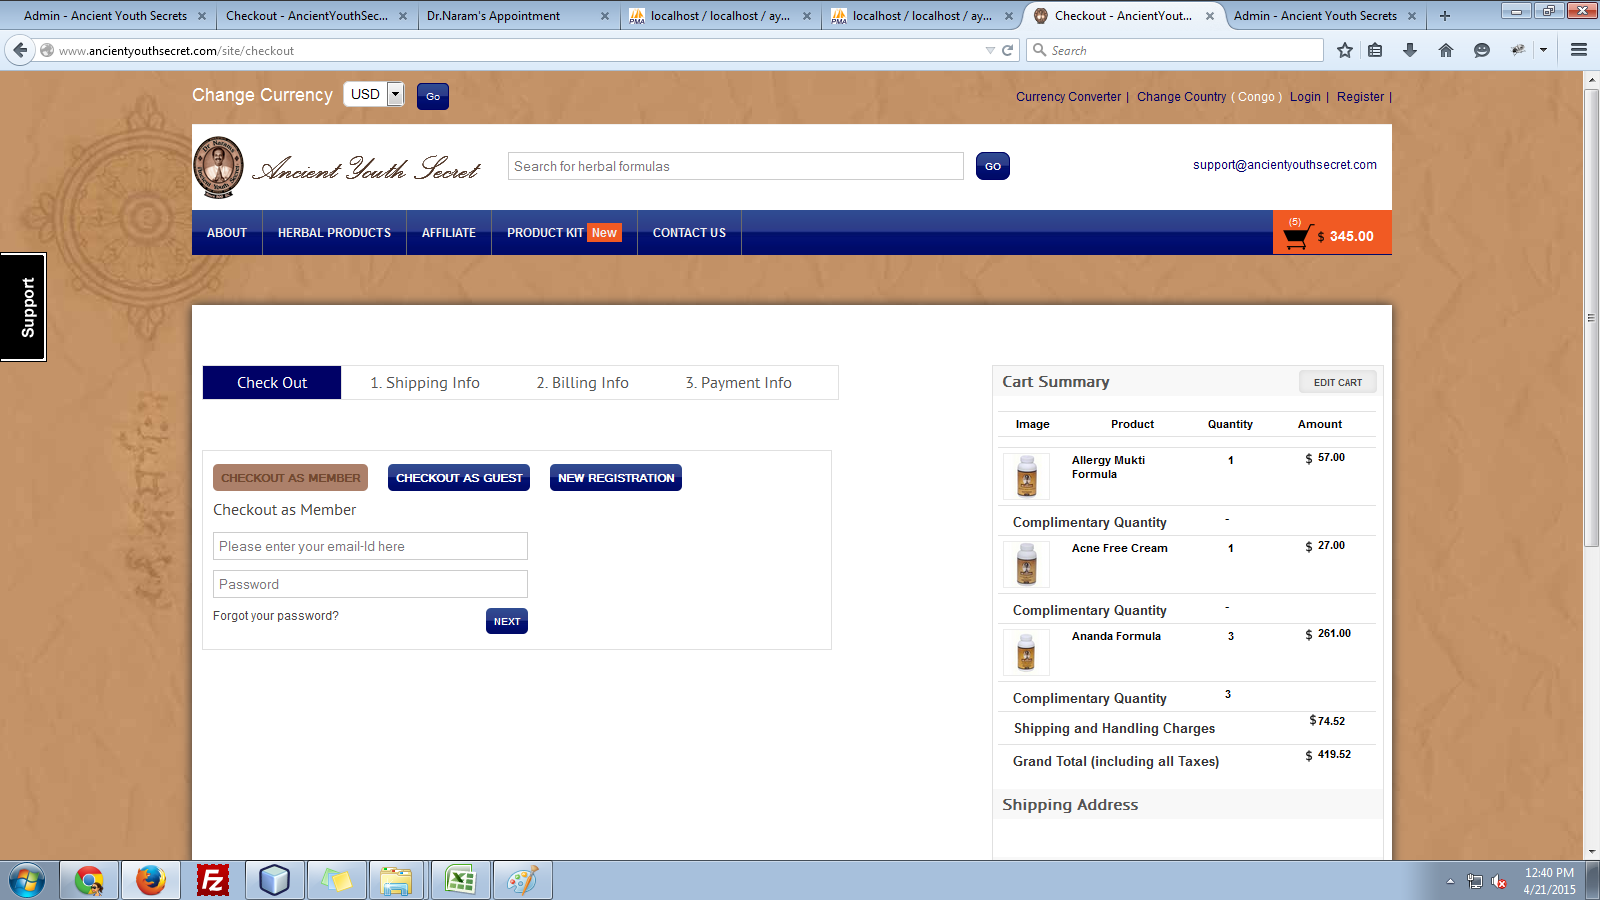 Admin - Ancient Youth Secrets
Checkout - AncientYouthSec...
Dr.Naram's Appointment
localhost / localhost / ay...
localhost / localhost / ay...
Checkout - AncientYout...
Admin - Ancient Youth Secrets
www.ancientyouthsecret.com/site/checkout
Search
Change Currency USD Go
Currency Converter | Change Country ( Congo ) Login | Register |
Ancient Youth Secret
Search for herbal formulas
GO
support@ancientyouthsecret.com
ABOUT
HERBAL PRODUCTS
AFFILIATE
PRODUCT KIT New
CONTACT US
(5)
$ 345.00
Support
Check Out
1. Shipping Info
2. Billing Info
3. Payment Info
CHECKOUT AS MEMBER
CHECKOUT AS GUEST
NEW REGISTRATION
Checkout as Member
Please enter your email-Id here
Password
Forgot your password?
NEXT
Cart Summary
EDIT CART
Image Product Quantity Amount
Allergy Mukti Formula 1 $ 57.00
Complimentary Quantity -
Acne Free Cream 1 $ 27.00
Complimentary Quantity -
Ananda Formula 3 $ 261.00
Complimentary Quantity 3
Shipping and Handling Charges $ 74.52
Grand Total (including all Taxes) $ 419.52
Shipping Address
12:40 PM
4/21/2015